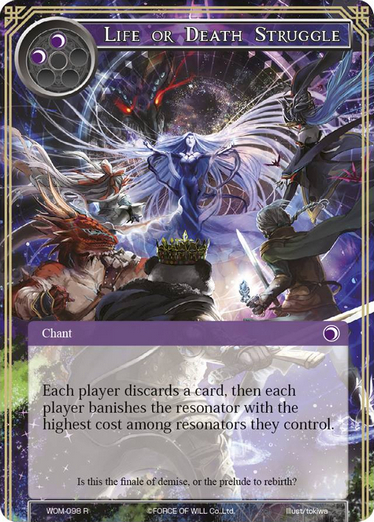 Life or Death Struggle
Chant
Each player discards a card, then each
player banishes the resonator with the
highest cost among resonators they control.
Is this the finale of demise, or the prelude to rebirth?
WOM-098 R ©FORCE OF WILL Co.,Ltd. Illust/tokiwa